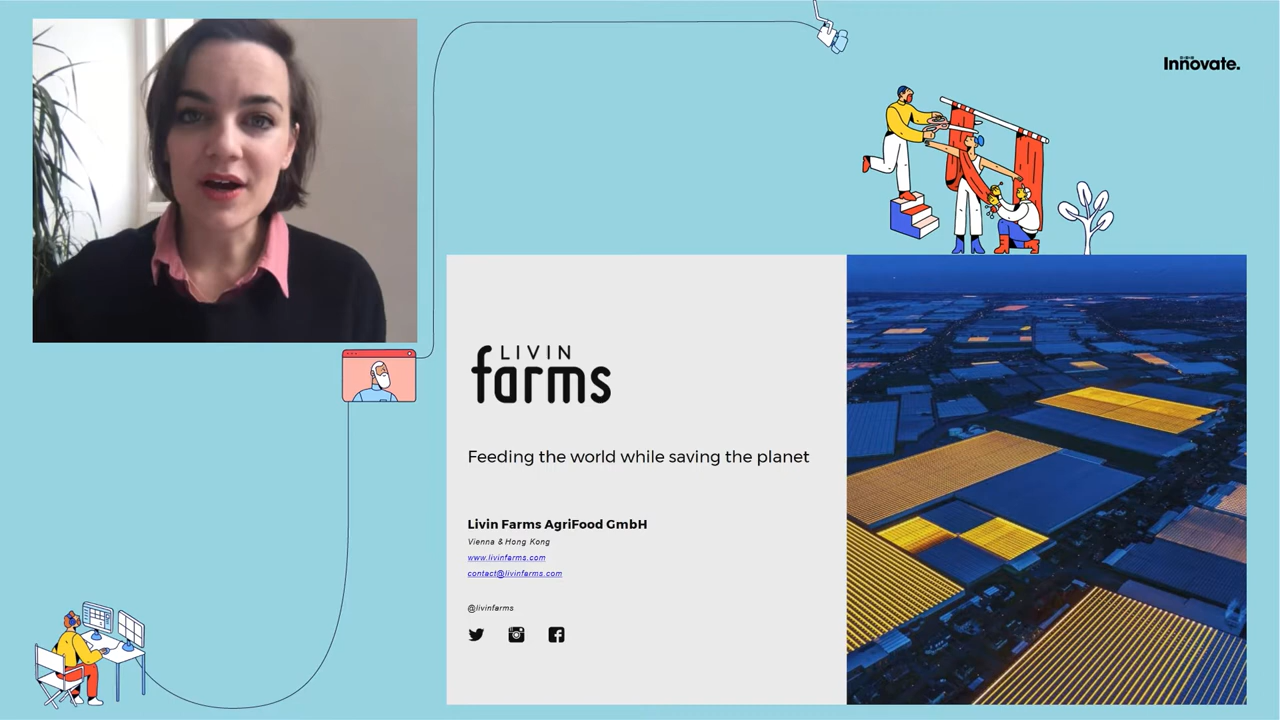 Innovate.
LIVIN
farms
Feeding the world while saving the planet
Livin Farms AgriFood GmbH
Vienna & Hong Kong
www.livinfarms.com
contact@livinfarms.com
@livinfarms